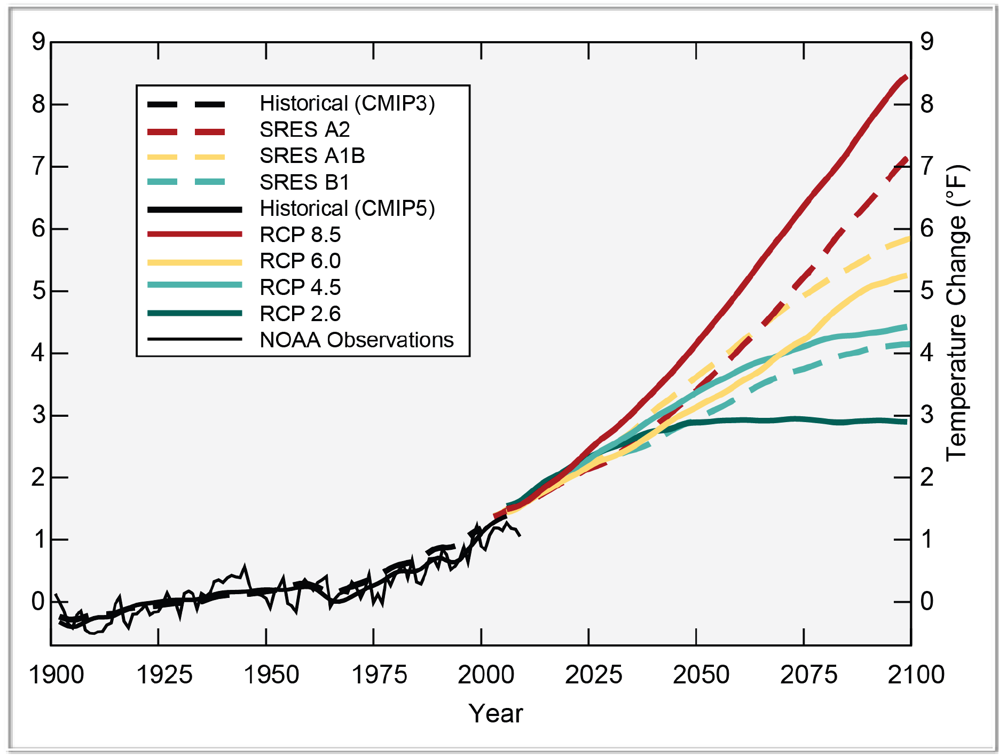 9
8
7
6
5
4
3
2
1
0
Historical (CMIP3)
SRES A2
SRES A1B
SRES B1
Historical (CMIP5)
RCP 8.5
RCP 6.0
RCP 4.5
RCP 2.6
NOAA Observations
9
8
7
6
5
4
3
2
1
0
Temperature Change (°F)
1900 1925 1950 1975 2000 2025 2050 2075 2100
Year